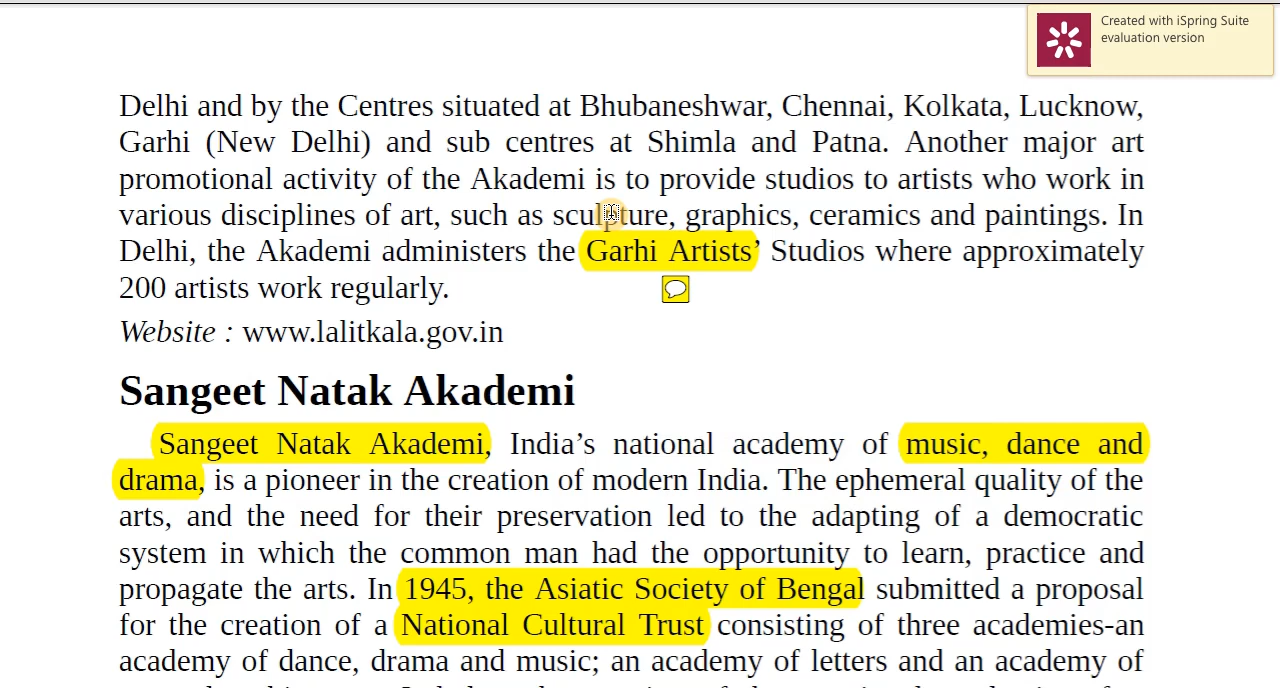 Created with iSpring Suite
evaluation version
Delhi and by the Centres situated at Bhubaneshwar, Chennai, Kolkata, Lucknow,
Garhi (New Delhi) and sub centres at Shimla and Patna. Another major art
promotional activity of the Akademi is to provide studios to artists who work in
various disciplines of art, such as sculpture, graphics, ceramics and paintings. In
Delhi, the Akademi administers the Garhi Artists’ Studios where approximately
200 artists work regularly.
Website : www.lalitkala.gov.in
Sangeet Natak Akademi
Sangeet Natak Akademi, India’s national academy of music, dance and
drama, is a pioneer in the creation of modern India. The ephemeral quality of the
arts, and the need for their preservation led to the adapting of a democratic
system in which the common man had the opportunity to learn, practice and
propagate the arts. In 1945, the Asiatic Society of Bengal submitted a proposal
for the creation of a National Cultural Trust consisting of three academies-an
academy of dance, drama and music; an academy of letters and an academy of